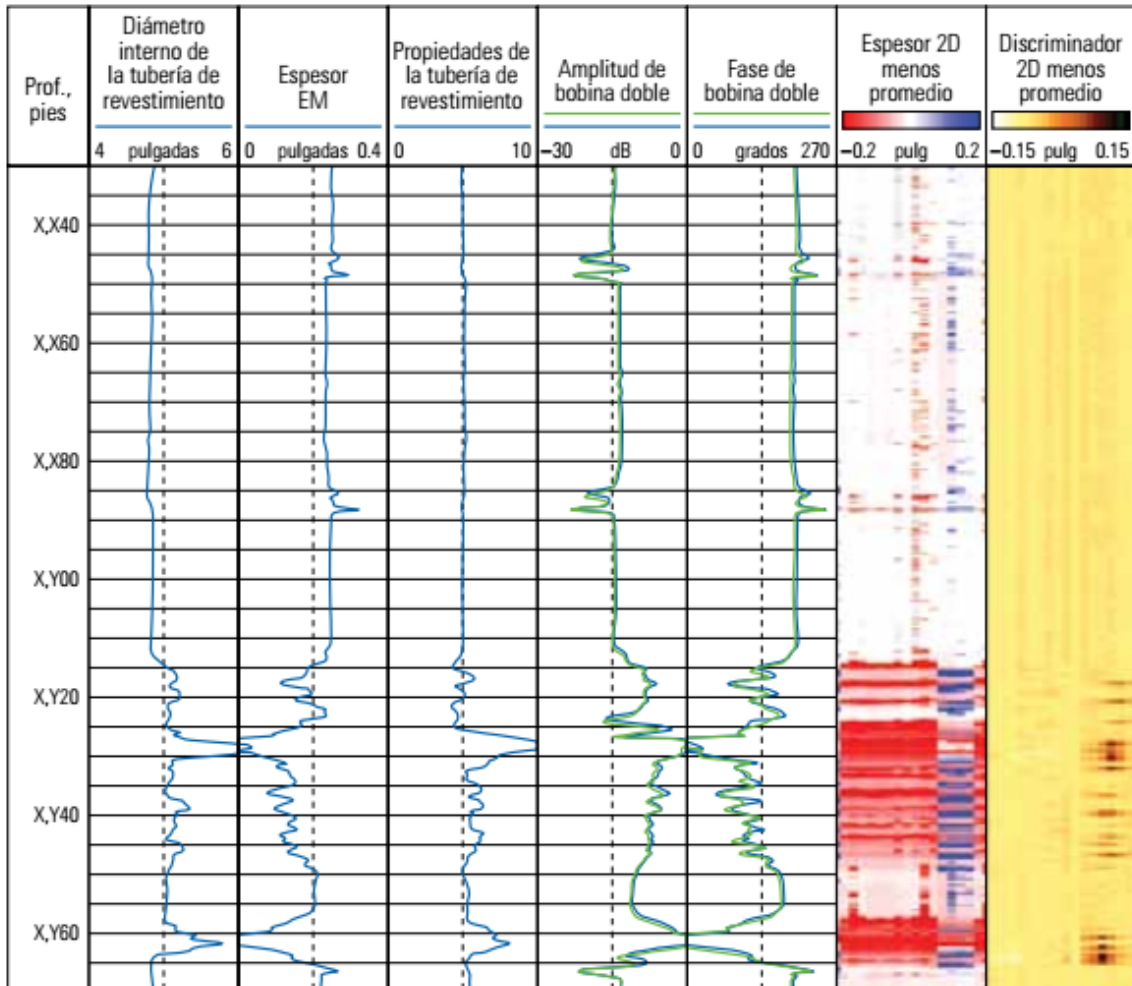 Prof.,
pies
Diámetro
interno de
la tubería de
revestimiento
4 pulgadas 6
Espesor
EM
0 pulgadas 0.4
Propiedades de
la tubería de
revestimiento
0 10
Amplitud de
bobina doble
−30 dB 0
Fase de
bobina doble
0 grados 270
Espesor 2D
menos
promedio
−0.2 pulg 0.2
Discriminador
2D menos
promedio
−0.15 pulg 0.15
X,X40
X,X60
X,X80
X,Y00
X,Y20
X,Y40
X,Y60